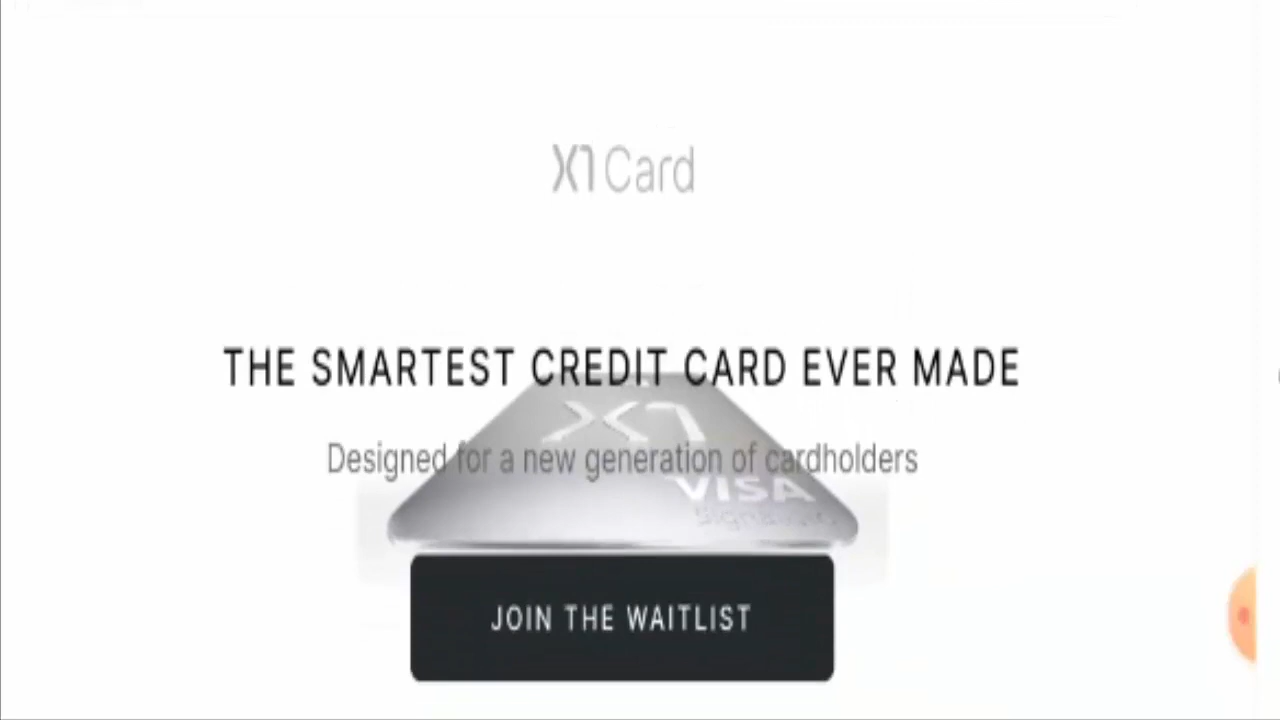 X1 Card
THE SMARTEST CREDIT CARD EVER MADE
X1
Designed for a new generation of cardholders
VISA
Signature
JOIN THE WAITLIST